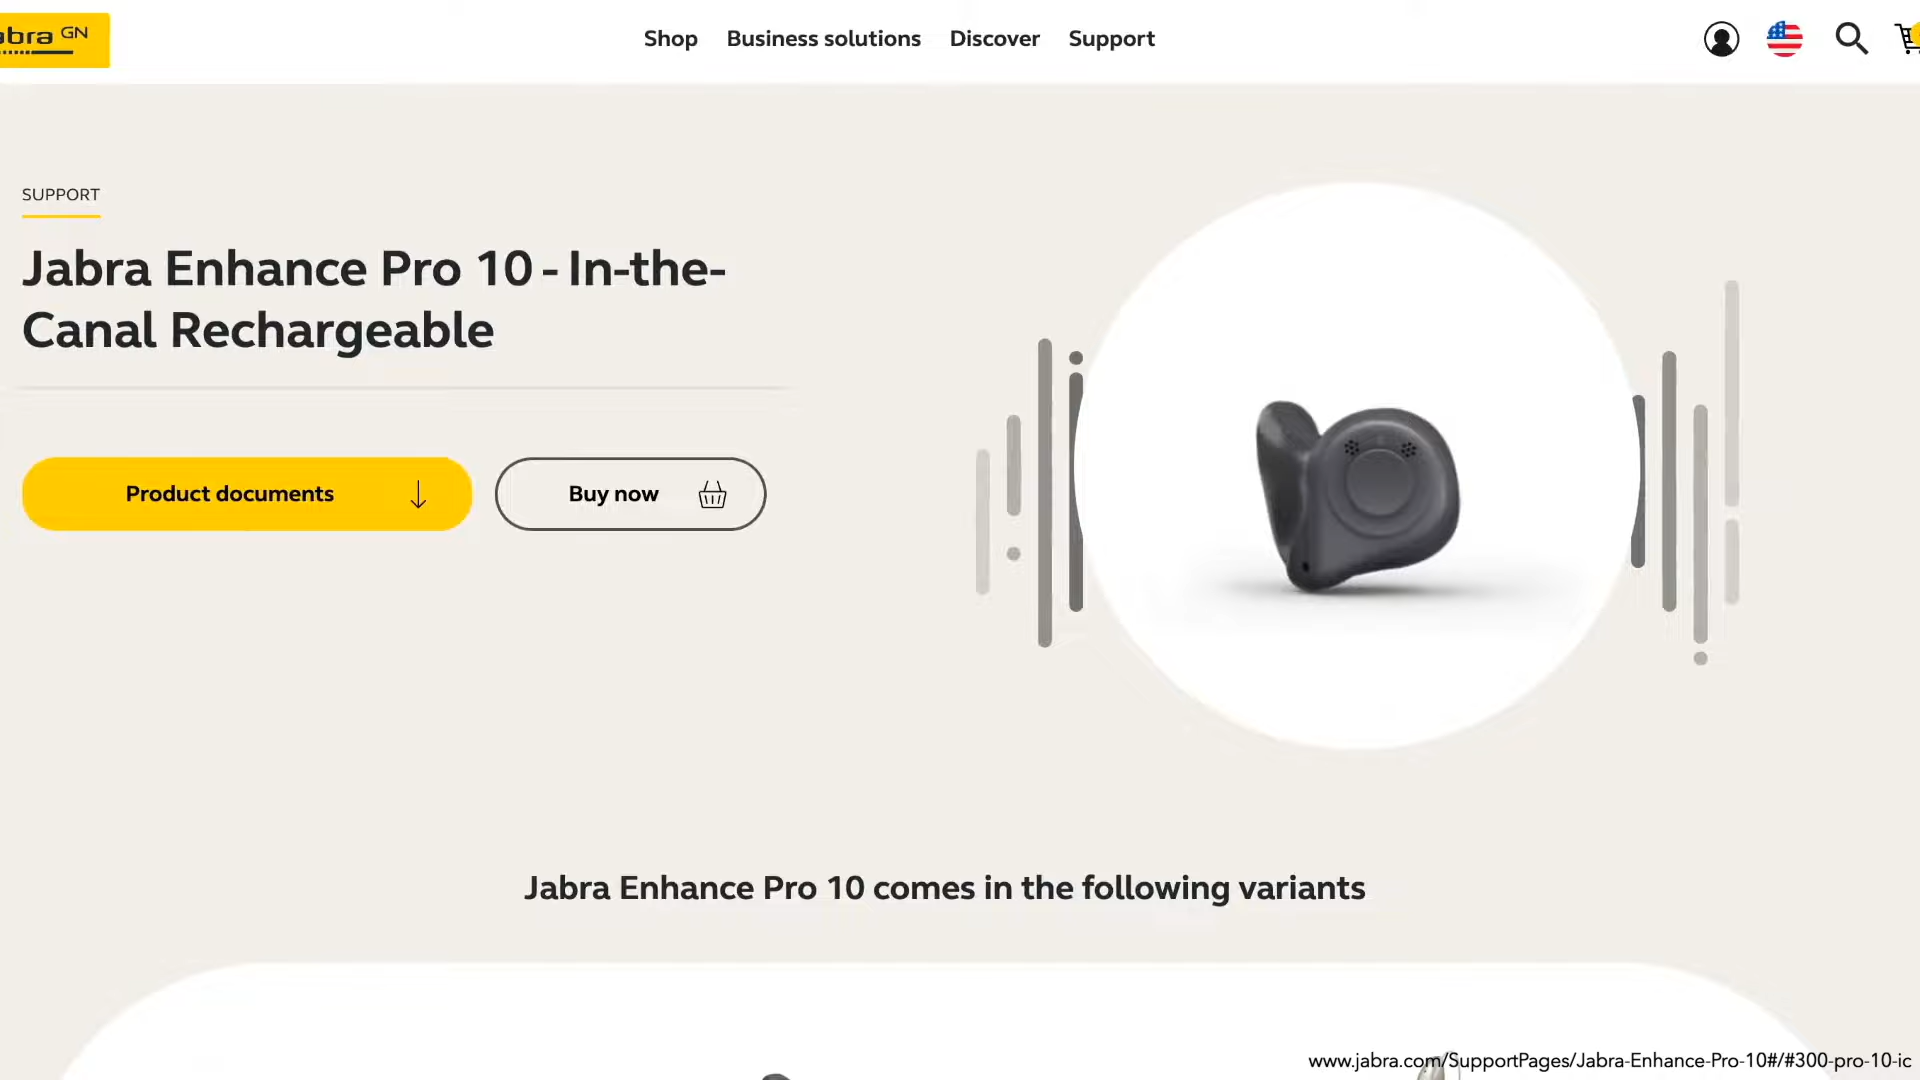 abra GN
Shop Business solutions Discover Support
SUPPORT
Jabra Enhance Pro 10 - In-the-
Canal Rechargeable
Product documents
Buy now
Jabra Enhance Pro 10 comes in the following variants
www.jabra.com/SupportPages/Jabra-Enhance-Pro-10#/#300-pro-10-ic